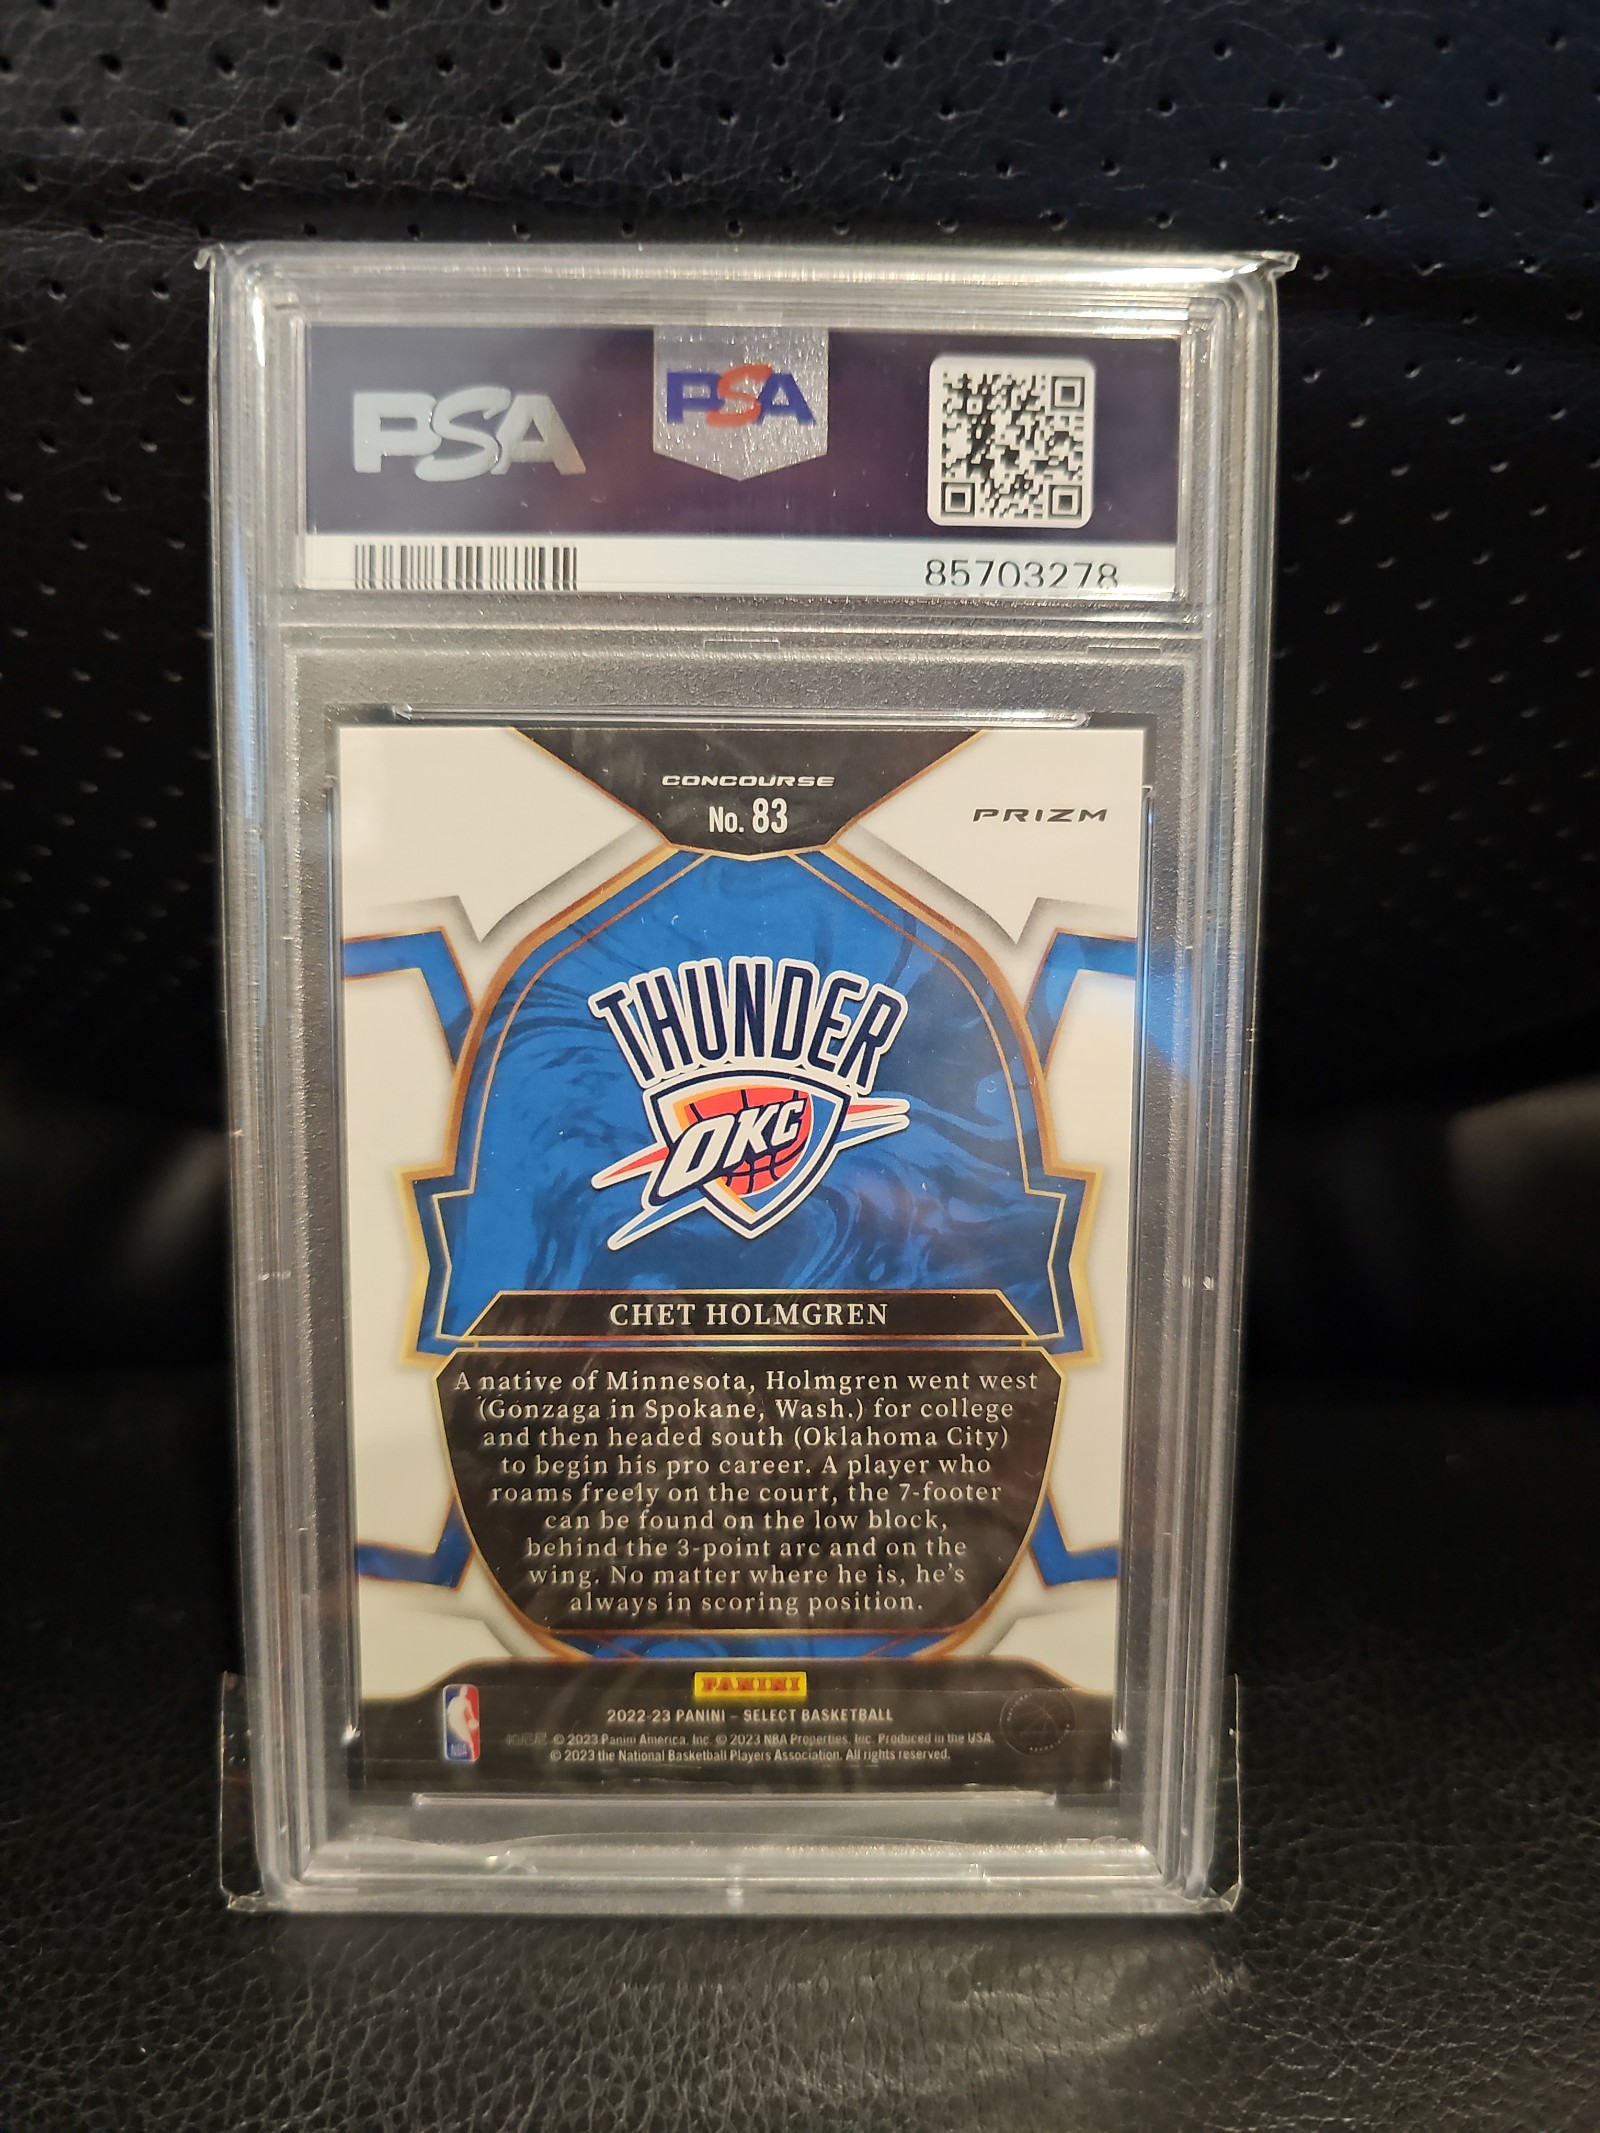 PSA
PSA
85703278
CONCOURSE
No. 83
PRIZM
THUNDER
OKC
CHET HOLMGREN
A native of Minnesota, Holmgren went west
(Gonzaga in Spokane, Wash.) for college
and then headed south (Oklahoma City)
to begin his pro career. A player who
roams freely on the court, the 7-footer
can be found on the low block,
behind the 3-point arc and on the
wing. No matter where he is, he's
always in scoring position.
PANINI
2022-23 PANINI – SELECT BASKETBALL
© 2023 Panini America, Inc. © 2023 NBA Properties, Inc. Produced in the USA.
© 2023 the National Basketball Players Association. All rights reserved.
NBA